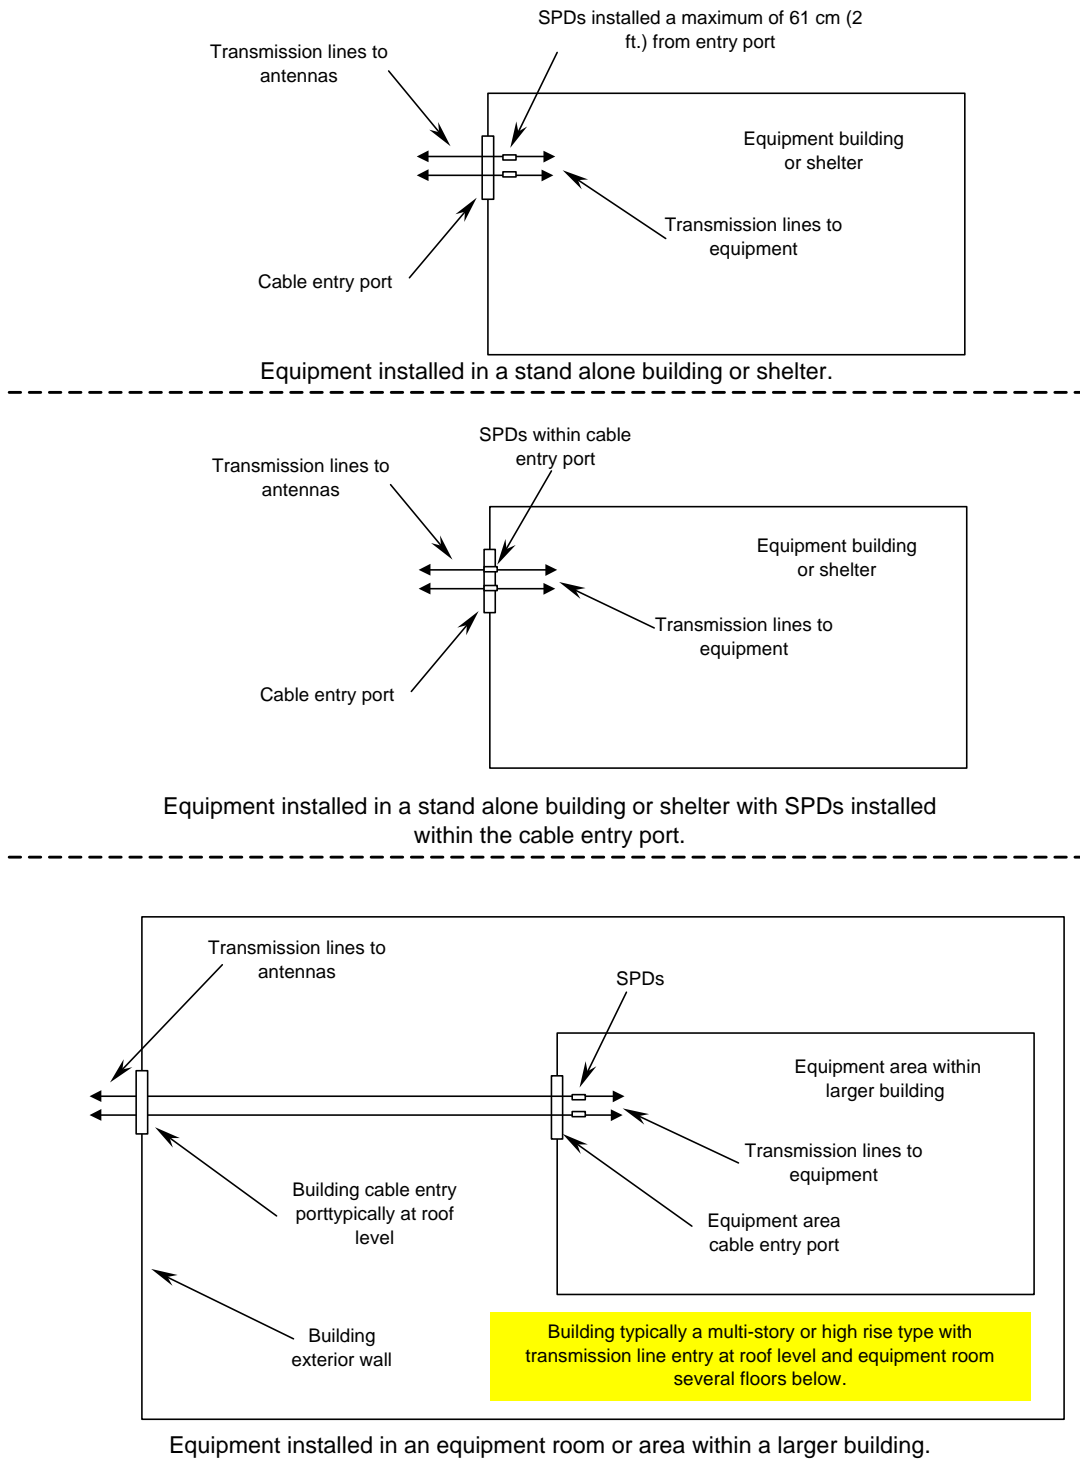 SPDs installed a maximum of 61 cm (2
ft.) from entry port
Transmission lines to
antennas
Equipment building
or shelter
Transmission lines to
equipment
Cable entry port
Equipment installed in a stand alone building or shelter.
SPDs within cable
entry port
Transmission lines to
antennas
Equipment building
or shelter
Transmission lines to
equipment
Cable entry port
Equipment installed in a stand alone building or shelter with SPDs installed
within the cable entry port.
Transmission lines to
antennas
SPDs
Equipment area within
larger building
Transmission lines to
equipment
Building cable entry
porttypically at roof
level
Equipment area
cable entry port
Building
exterior wall
Building typically a multi-story or high rise type with
transmission line entry at roof level and equipment room
several floors below.
Equipment installed in an equipment room or area within a larger building.